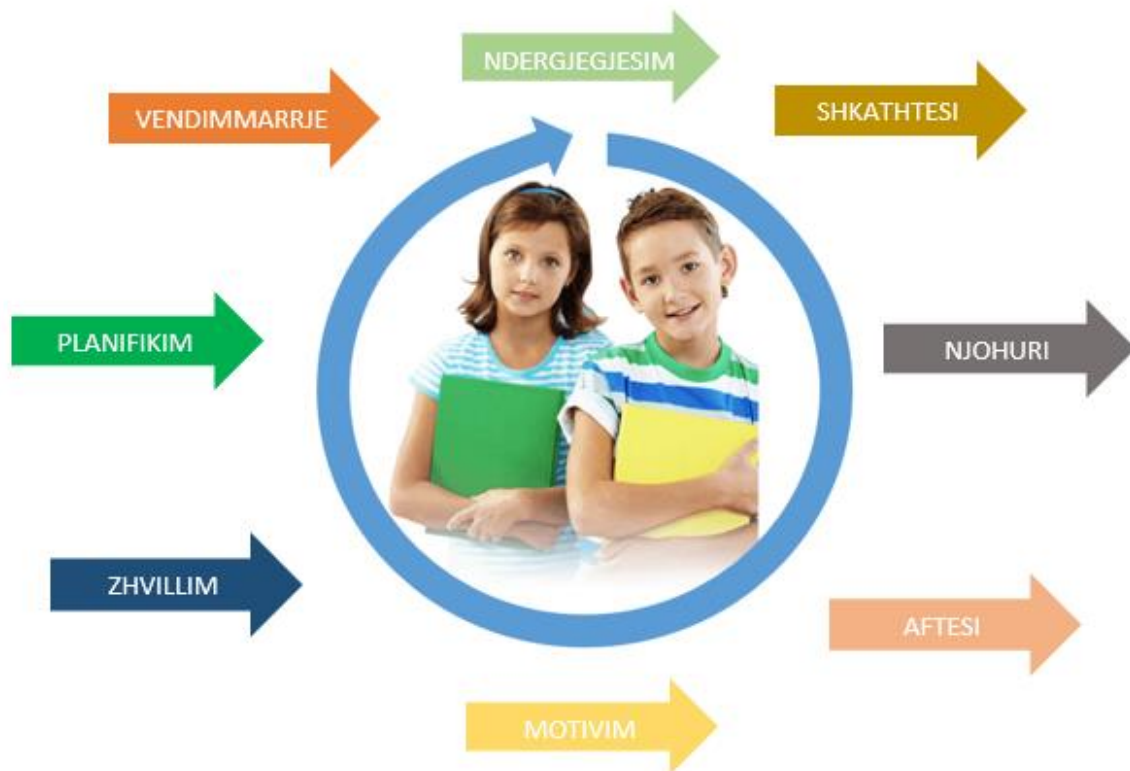 NDERGJEGJESIM
VENDIMMARRJE
SHKATHTESI
PLANIFIKIM
NJOHURI
ZHVILLIM
AFTESI
MOTIVIM